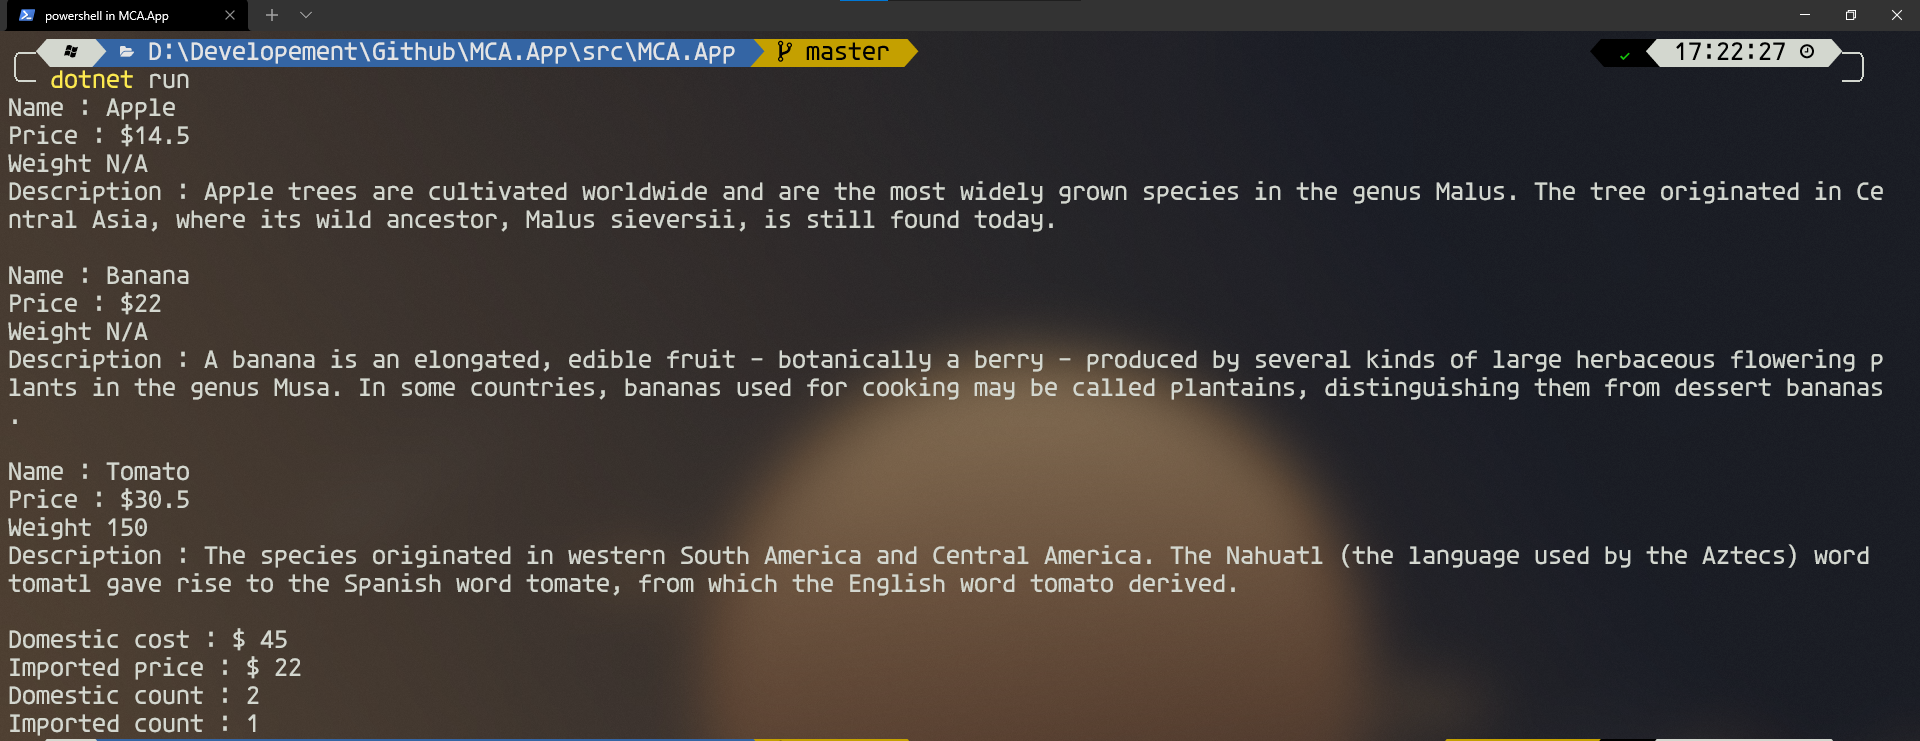 powershell in MCA.App
D:\Developement\Github\MCA.App\src\MCA.App master 17:22:27
dotnet run
Name : Apple
Price : $14.5
Weight N/A
Description : Apple trees are cultivated worldwide and are the most widely grown species in the genus Malus. The tree originated in Ce
ntral Asia, where its wild ancestor, Malus sieversii, is still found today.
Name : Banana
Price : $22
Weight N/A
Description : A banana is an elongated, edible fruit – botanically a berry – produced by several kinds of large herbaceous flowering p
lants in the genus Musa. In some countries, bananas used for cooking may be called plantains, distinguishing them from dessert bananas
.
Name : Tomato
Price : $30.5
Weight 150
Description : The species originated in western South America and Central America. The Nahuatl (the language used by the Aztecs) word
tomatl gave rise to the Spanish word tomate, from which the English word tomato derived.
Domestic cost : $ 45
Imported price : $ 22
Domestic count : 2
Imported count : 1